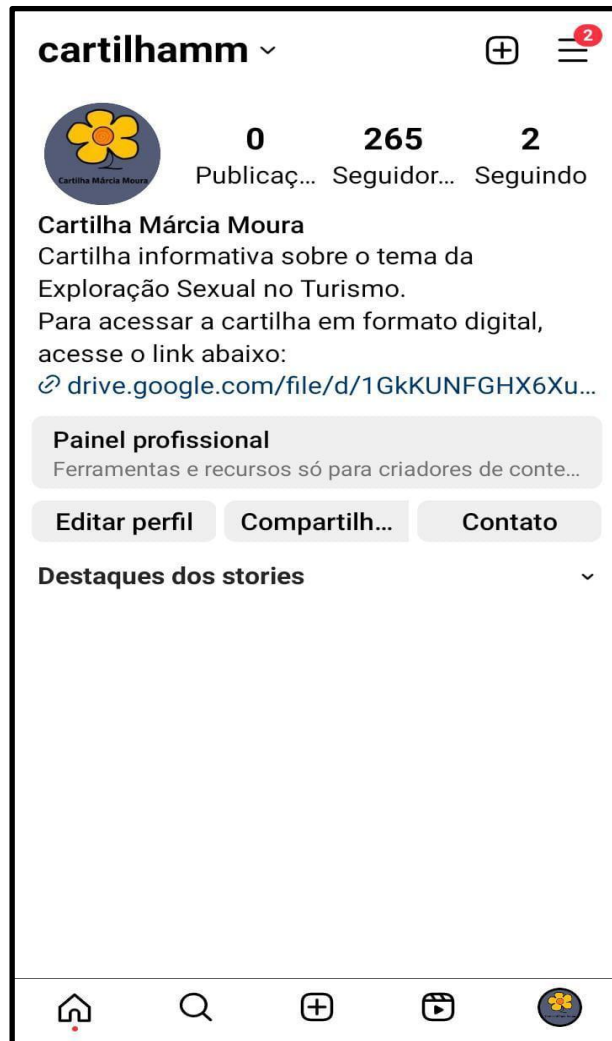 cartilhamm
2
Cartilha Márcia Moura
0 265 2
Publicaç... Seguidor... Seguindo
Cartilha Márcia Moura
Cartilha informativa sobre o tema da
Exploração Sexual no Turismo.
Para acessar a cartilha em formato digital,
acesse o link abaixo:
drive.google.com/file/d/1GkKUNFGHX6Xu...
Painel profissional
Ferramentas e recursos só para criadores de conte...
Editar perfil Compartilh... Contato
Destaques dos stories